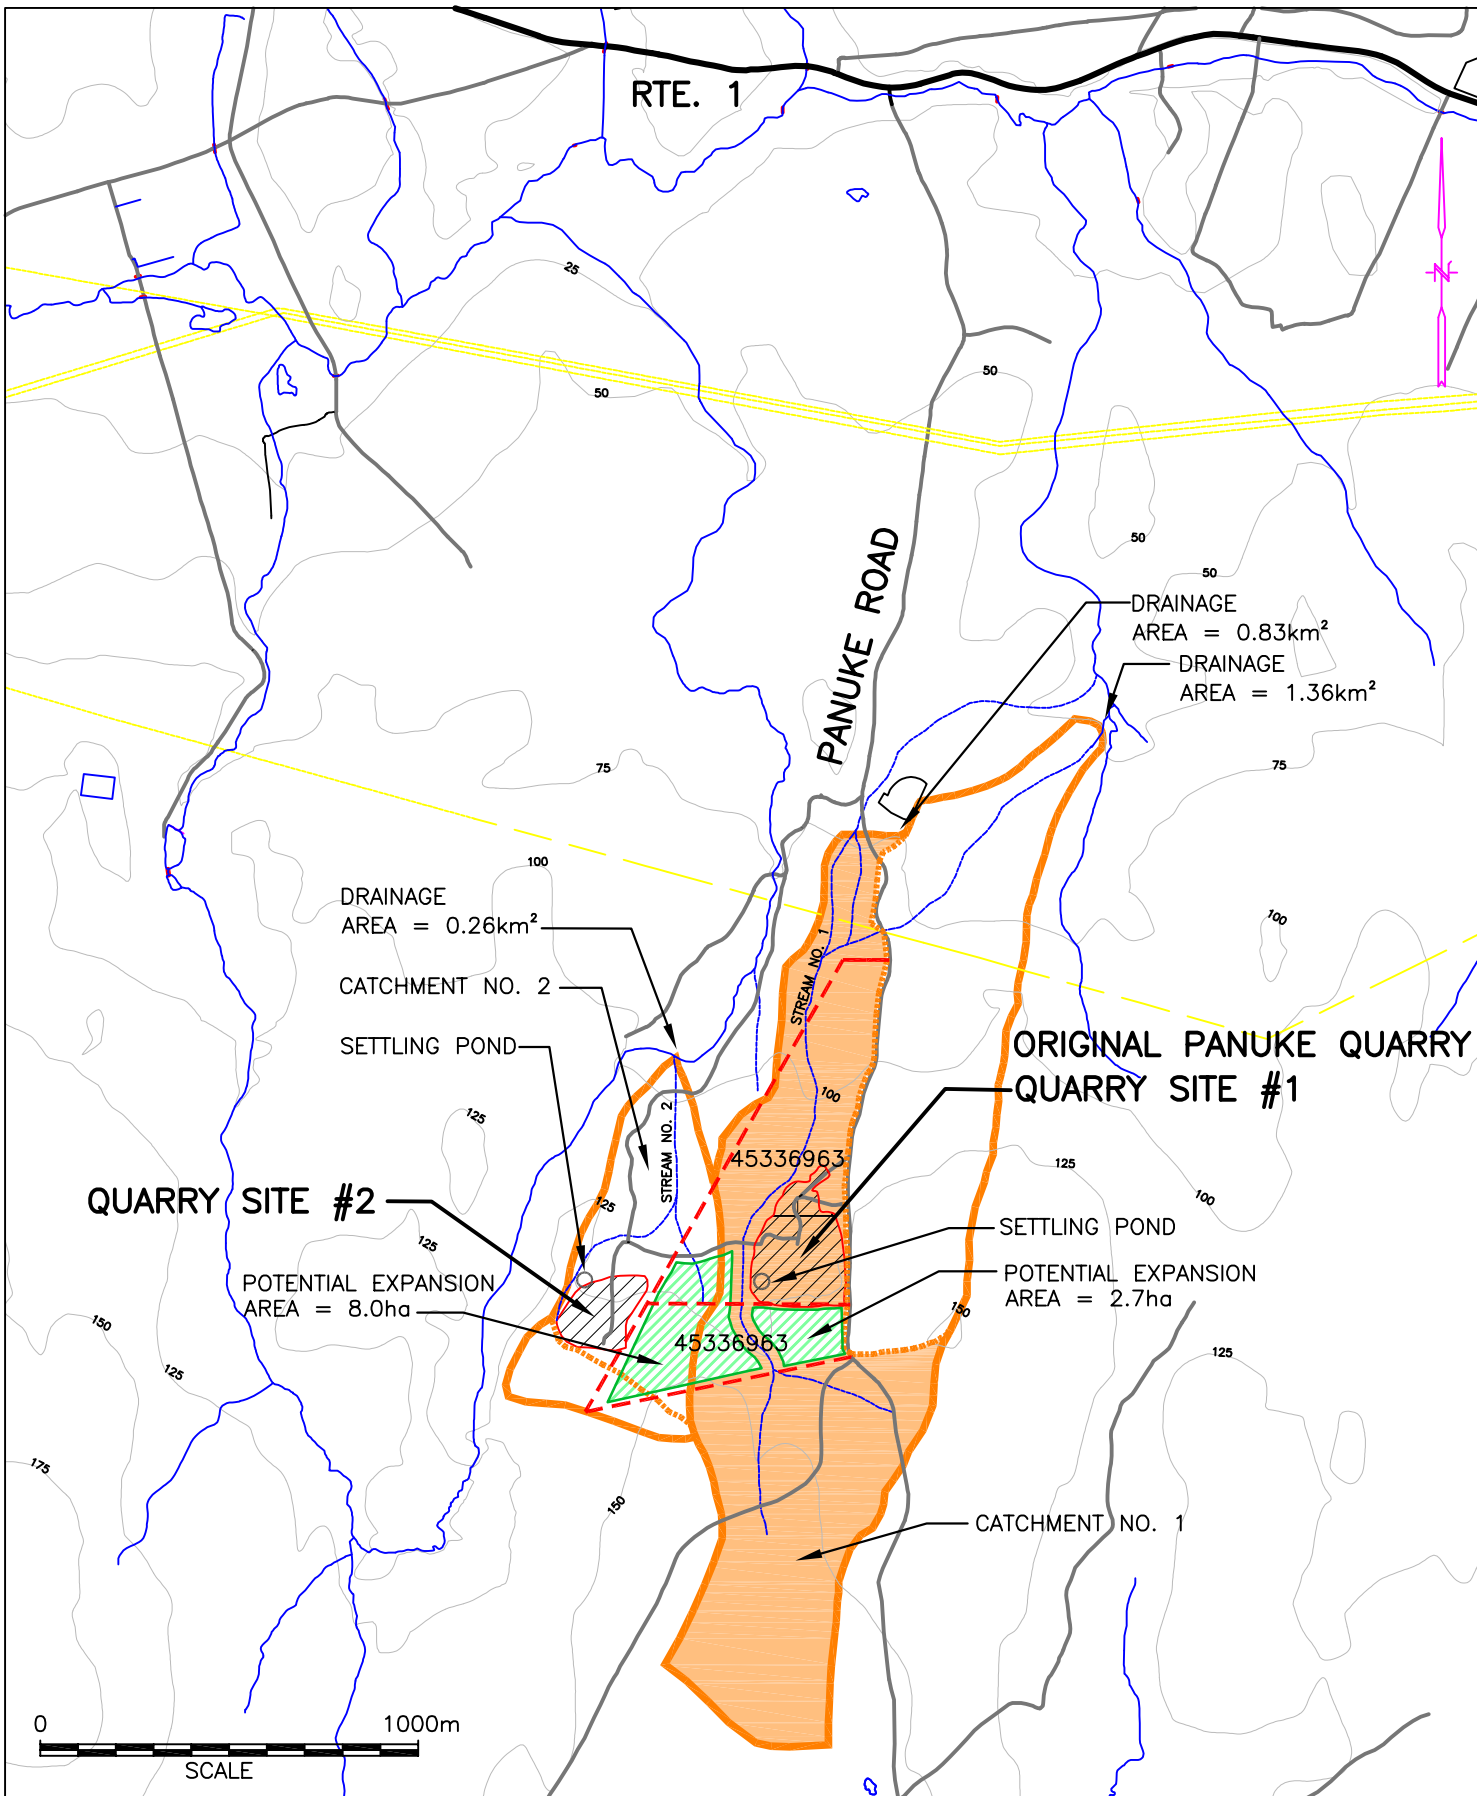 RTE. 1
N
25
50
50
50
50
DRAINAGE
AREA = 0.83km²
DRAINAGE
AREA = 1.36km²
PANUKE ROAD
75
75
100
DRAINAGE
AREA = 0.26km²
100
CATCHMENT NO. 2
STREAM NO. 1
SETTLING POND
ORIGINAL PANUKE QUARRY
QUARRY SITE #1
100
125
STREAM NO. 2
45336963
125
100
QUARRY SITE #2
125
125
SETTLING POND
POTENTIAL EXPANSION
AREA = 8.0ha
POTENTIAL EXPANSION
AREA = 2.7ha
150
150
45336963
125
125
175
150
CATCHMENT NO. 1
0
1000m
SCALE